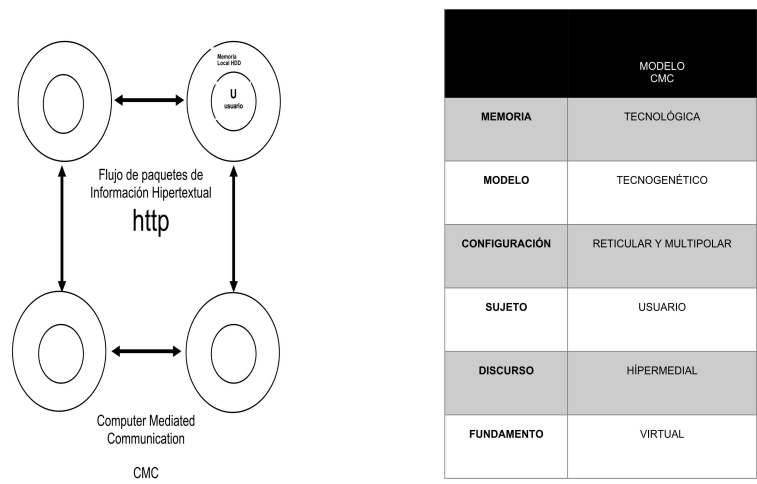 Memoria
Local HDD
U
usuario
Flujo de paquetes de
Información Hipertextual
http
Computer Mediated
Communication
CMC
MODELO
CMC
MEMORIA TECNOLÓGICA
MODELO TECNOGENÉTICO
CONFIGURACIÓN RETICULAR Y MULTIPOLAR
SUJETO USUARIO
DISCURSO HÍPERMEDIAL
FUNDAMENTO VIRTUAL